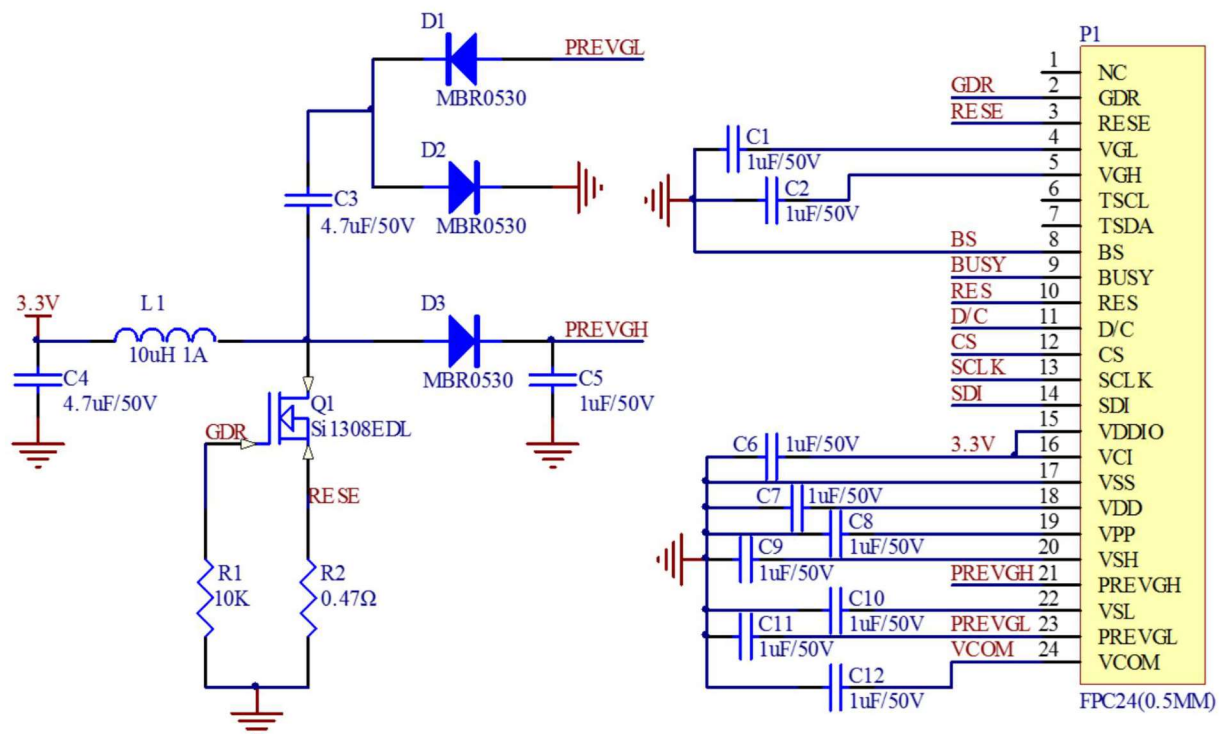 D1
PREVGL
MBR0530
D2
MBR0530
C3
4.7uF/50V
3.3V
L1
10uH 1A
D3
PREVGH
MBR0530
C4
4.7uF/50V
C5
1uF/50V
Q1
Si1308EDL
GDR
RESE
R1
10K
R2
0.47Ω
P1
1 NC
GDR 2 GDR
RESE 3 RESE
C1
1uF/50V
4 VGL
C2
1uF/50V
5 VGH
6 TSCL
7 TSDA
BS 8 BS
BUSY 9 BUSY
RES 10 RES
D/C 11 D/C
CS 12 CS
SCLK 13 SCLK
SDI 14 SDI
15 VDDIO
C6 1uF/50V 3.3V 16 VCI
17 VSS
C7 1uF/50V
18 VDD
C8
1uF/50V
19 VPP
C9
1uF/50V
20 VSH
PREVGH 21 PREVGH
C10
1uF/50V
22 VSL
C11
1uF/50V
PREVGL 23 PREVGL
VCOM 24 VCOM
C12
1uF/50V
FPC24(0.5MM)